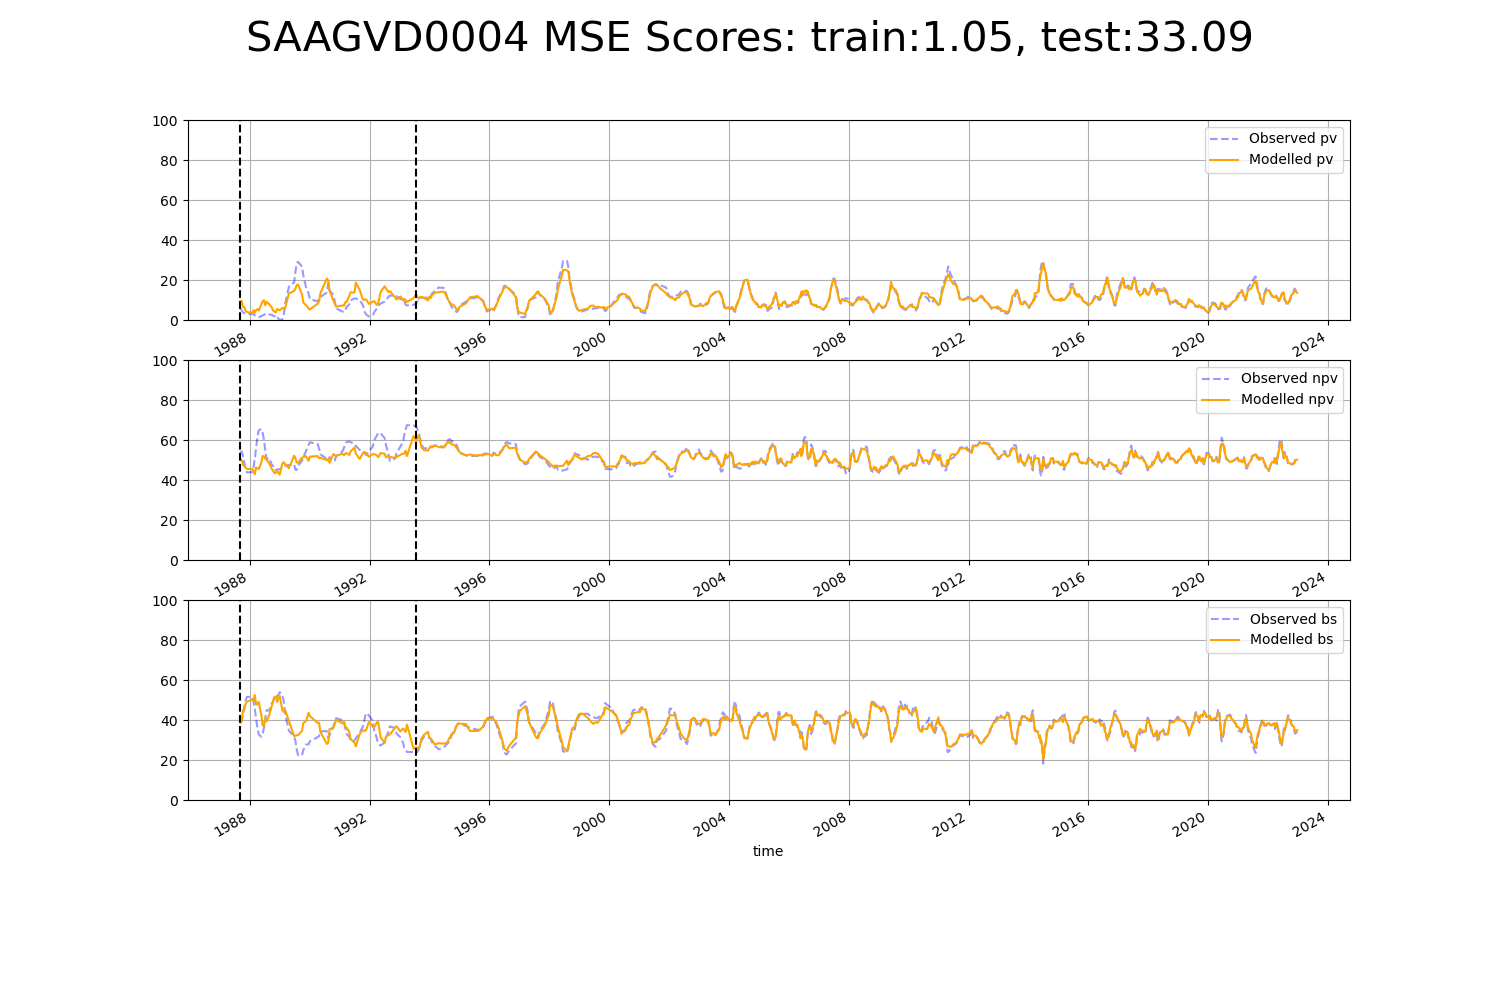 SAAGVD0004 MSE Scores: train:1.05, test:33.09
100
80
60
40
20
0
Observed pv
Modelled pv
1988 1992 1996 2000 2004 2008 2012 2016 2020 2024
100
80
60
40
20
0
Observed npv
Modelled npv
1988 1992 1996 2000 2004 2008 2012 2016 2020 2024
100
80
60
40
20
0
Observed bs
Modelled bs
1988 1992 1996 2000 2004 2008 2012 2016 2020 2024
time